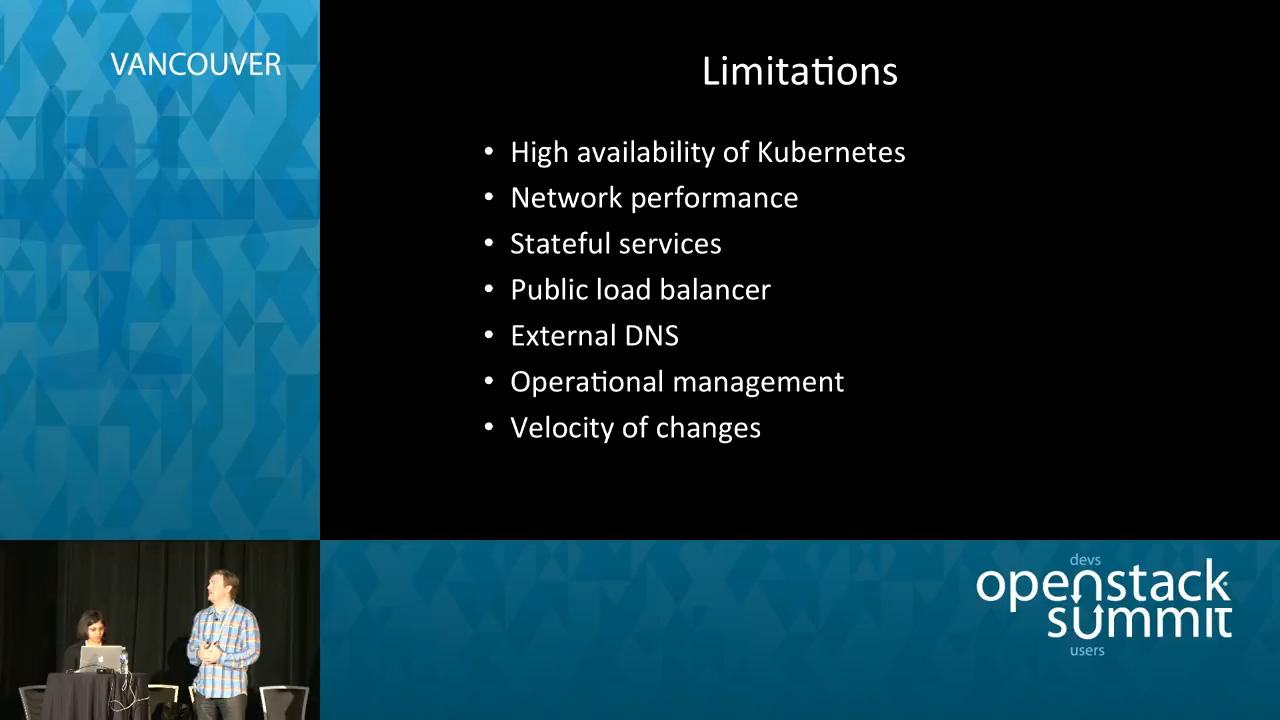 VANCOUVER
Limitations
• High availability of Kubernetes
• Network performance
• Stateful services
• Public load balancer
• External DNS
• Operational management
• Velocity of changes
devs
openstack
summit
users